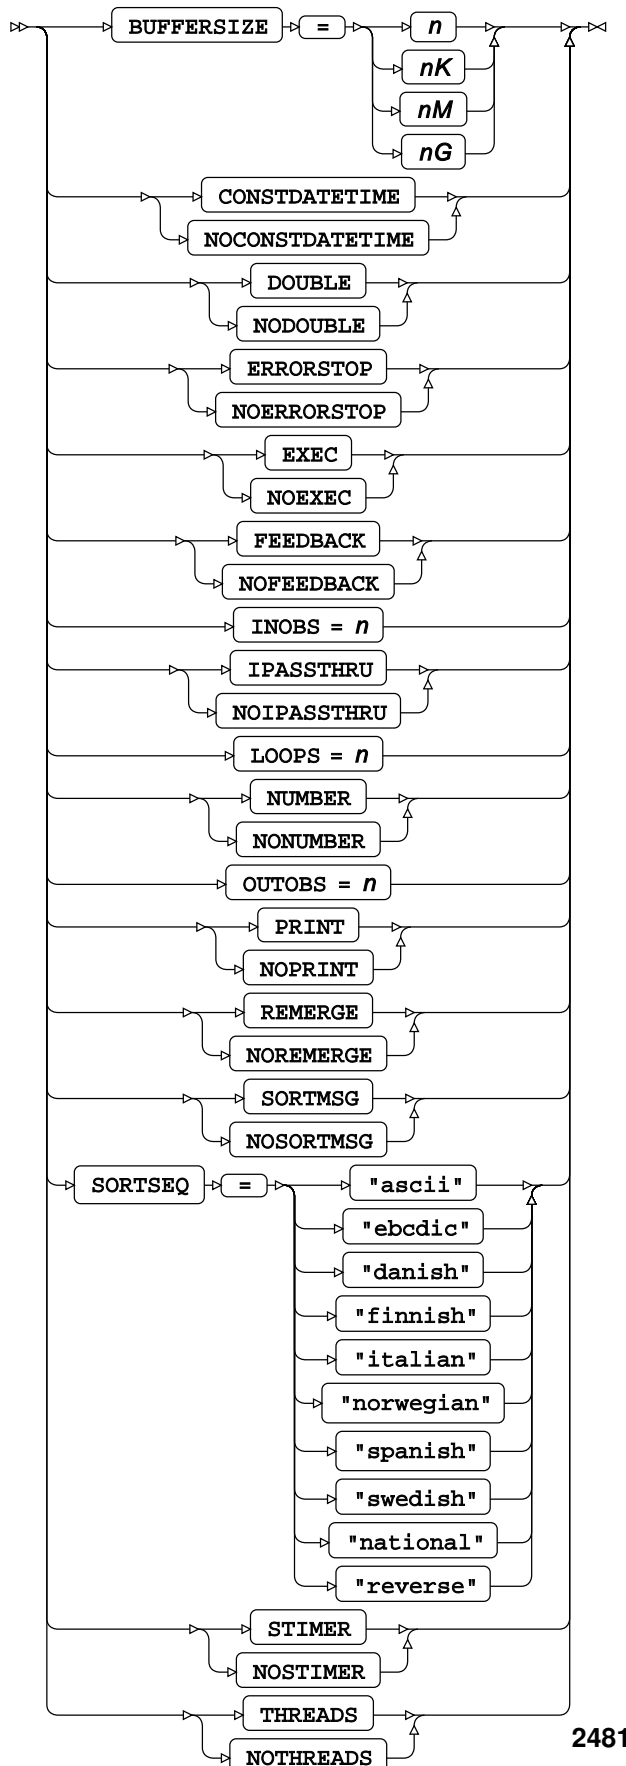 BUFFERSIZE = n
nK
nM
nG
CONSTDATETIME
NOCONSTDATETIME
DOUBLE
NODOUBLE
ERRORSTOP
NOERRORSTOP
EXEC
NOEXEC
FEEDBACK
NOFEEDBACK
INOBS = n
IPASSTHRU
NOIPASSTHRU
LOOPS = n
NUMBER
NONUMBER
OUTOBS = n
PRINT
NOPRINT
REMERGE
NOREMERGE
SORTMSG
NOSORTMSG
SORTSEQ = "ascii"
"ebcdic"
"danish"
"finnish"
"italian"
"norwegian"
"spanish"
"swedish"
"national"
"reverse"
STIMER
NOSTIMER
THREADS
2481
NOTHREADS